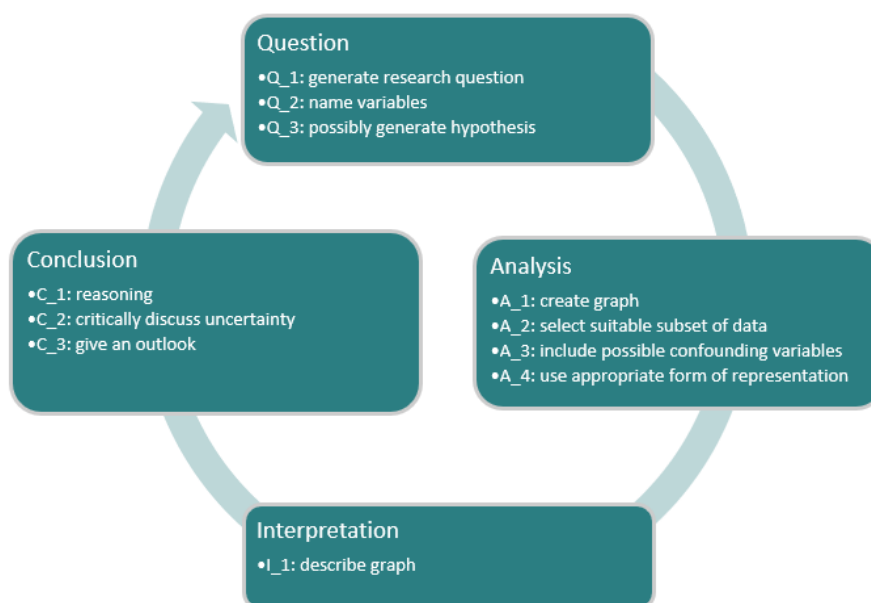 Question
•Q_1: generate research question
•Q_2: name variables
•Q_3: possibly generate hypothesis
Analysis
•A_1: create graph
•A_2: select suitable subset of data
•A_3: include possible confounding variables
•A_4: use appropriate form of representation
Interpretation
•I_1: describe graph
Conclusion
•C_1: reasoning
•C_2: critically discuss uncertainty
•C_3: give an outlook